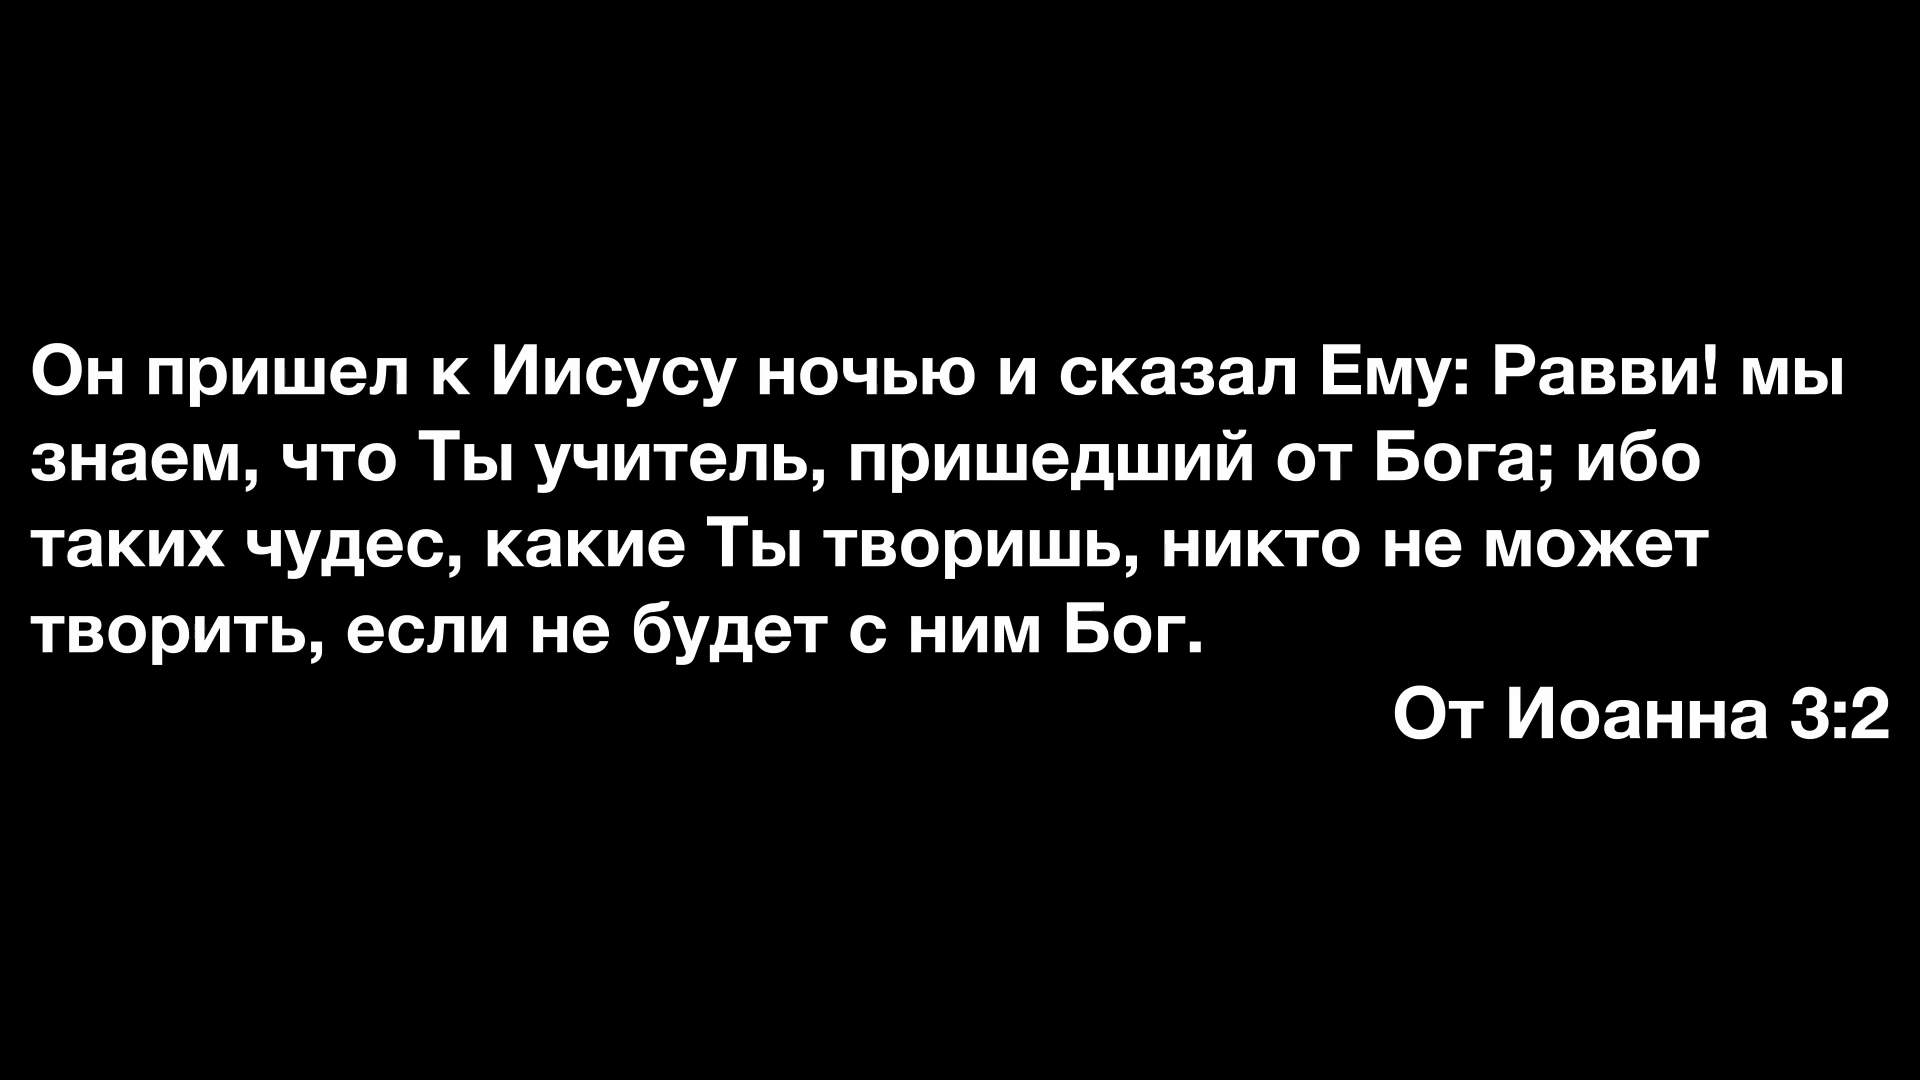 Он пришел к Иисусу ночью и сказал Ему: Равви! мы
знаем, что Ты учитель, пришедший от Бога; ибо
таких чудес, какие Ты творишь, никто не может
творить, если не будет с ним Бог.
От Иоанна 3:2